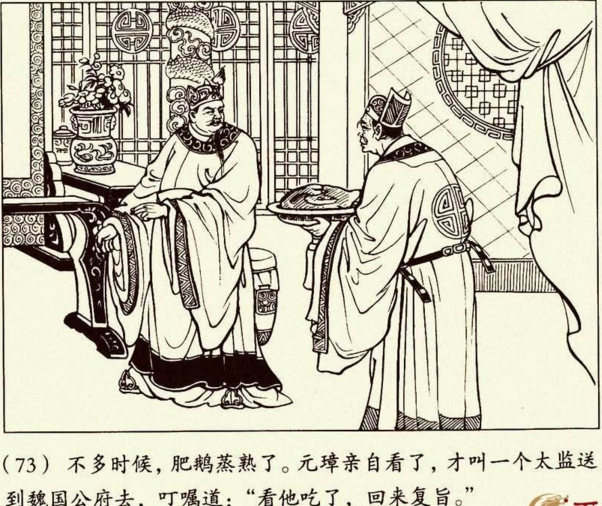 (73) 不多时候，肥鹅蒸熟了。元璋亲自看了，才叫一个太监送
到魏国公府去，叮嘱道：“看他吃了，回来复旨。”